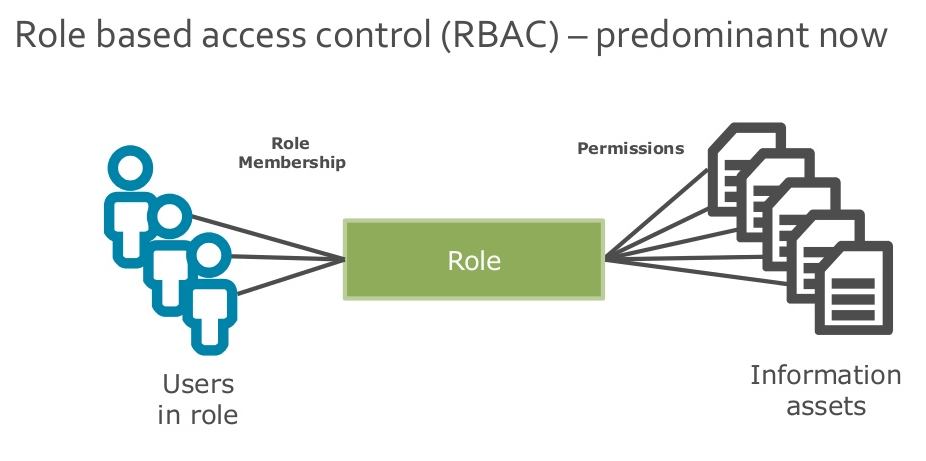 Role based access control (RBAC) – predominant now
Role
Membership
Permissions
Role
Users
in role
Information
assets